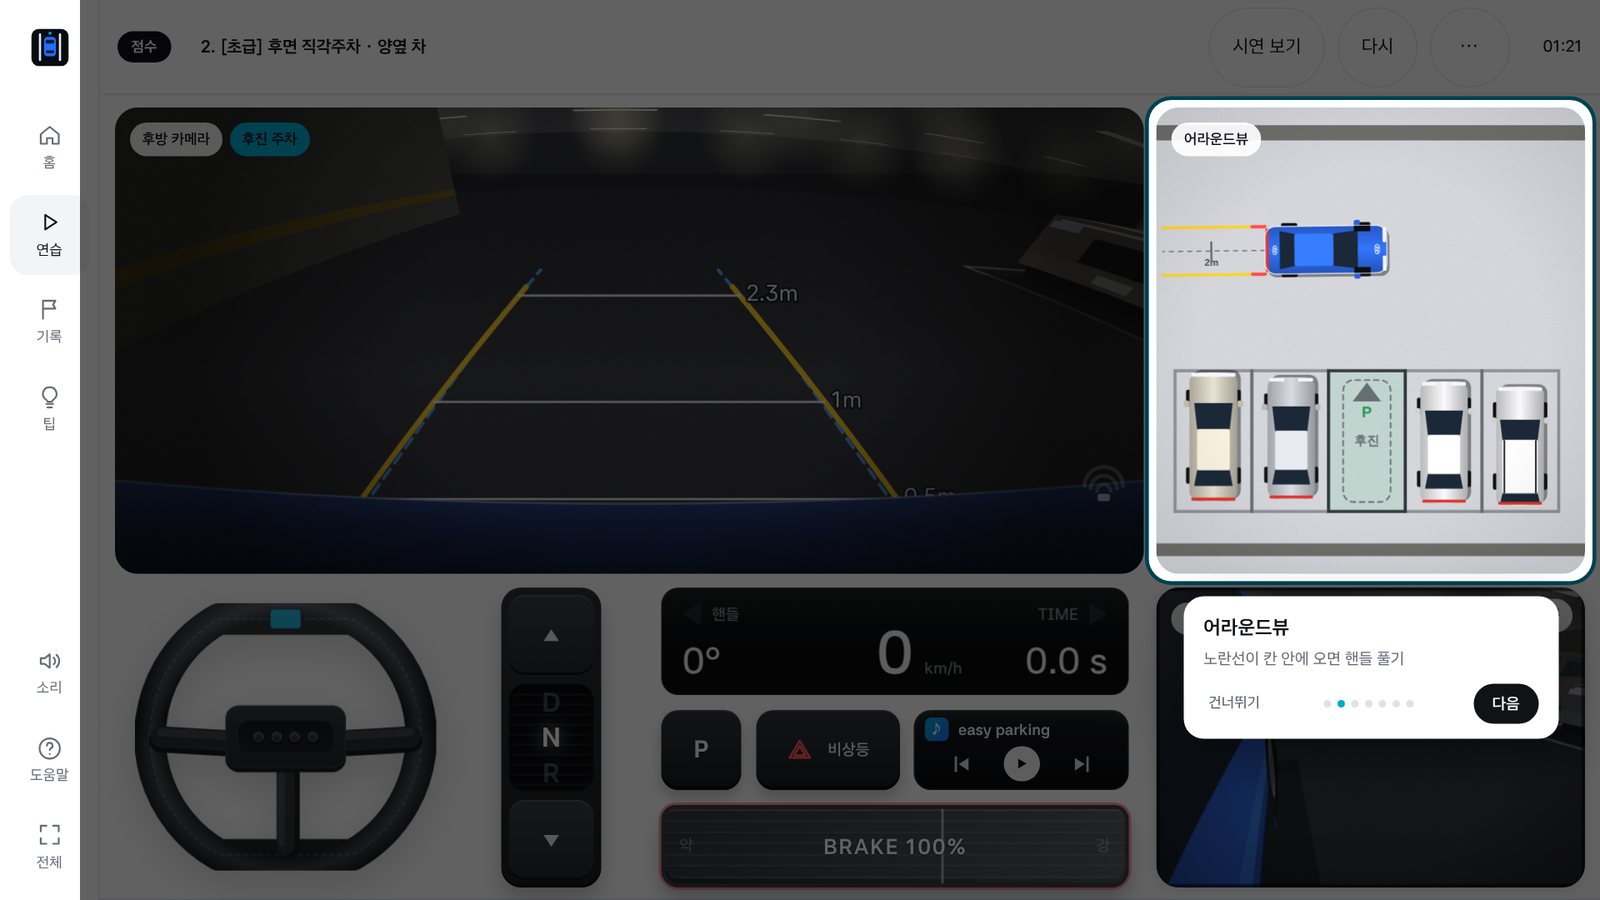 점수
2. [초급] 후면 직각주차 · 양옆 차
시연 보기
다시
···
01:21
홈
연습
기록
팁
소리
도움말
전체
후방 카메라
후진 주차
2.3m
1m
0.5m
어라운드뷰
2m
P
후진
핸들
0°
0
km/h
TIME
0.0 s
D
N
R
P
비상등
easy parking
약
BRAKE 100%
강
어라운드뷰
노란선이 칸 안에 오면 핸들 풀기
건너뛰기
다음